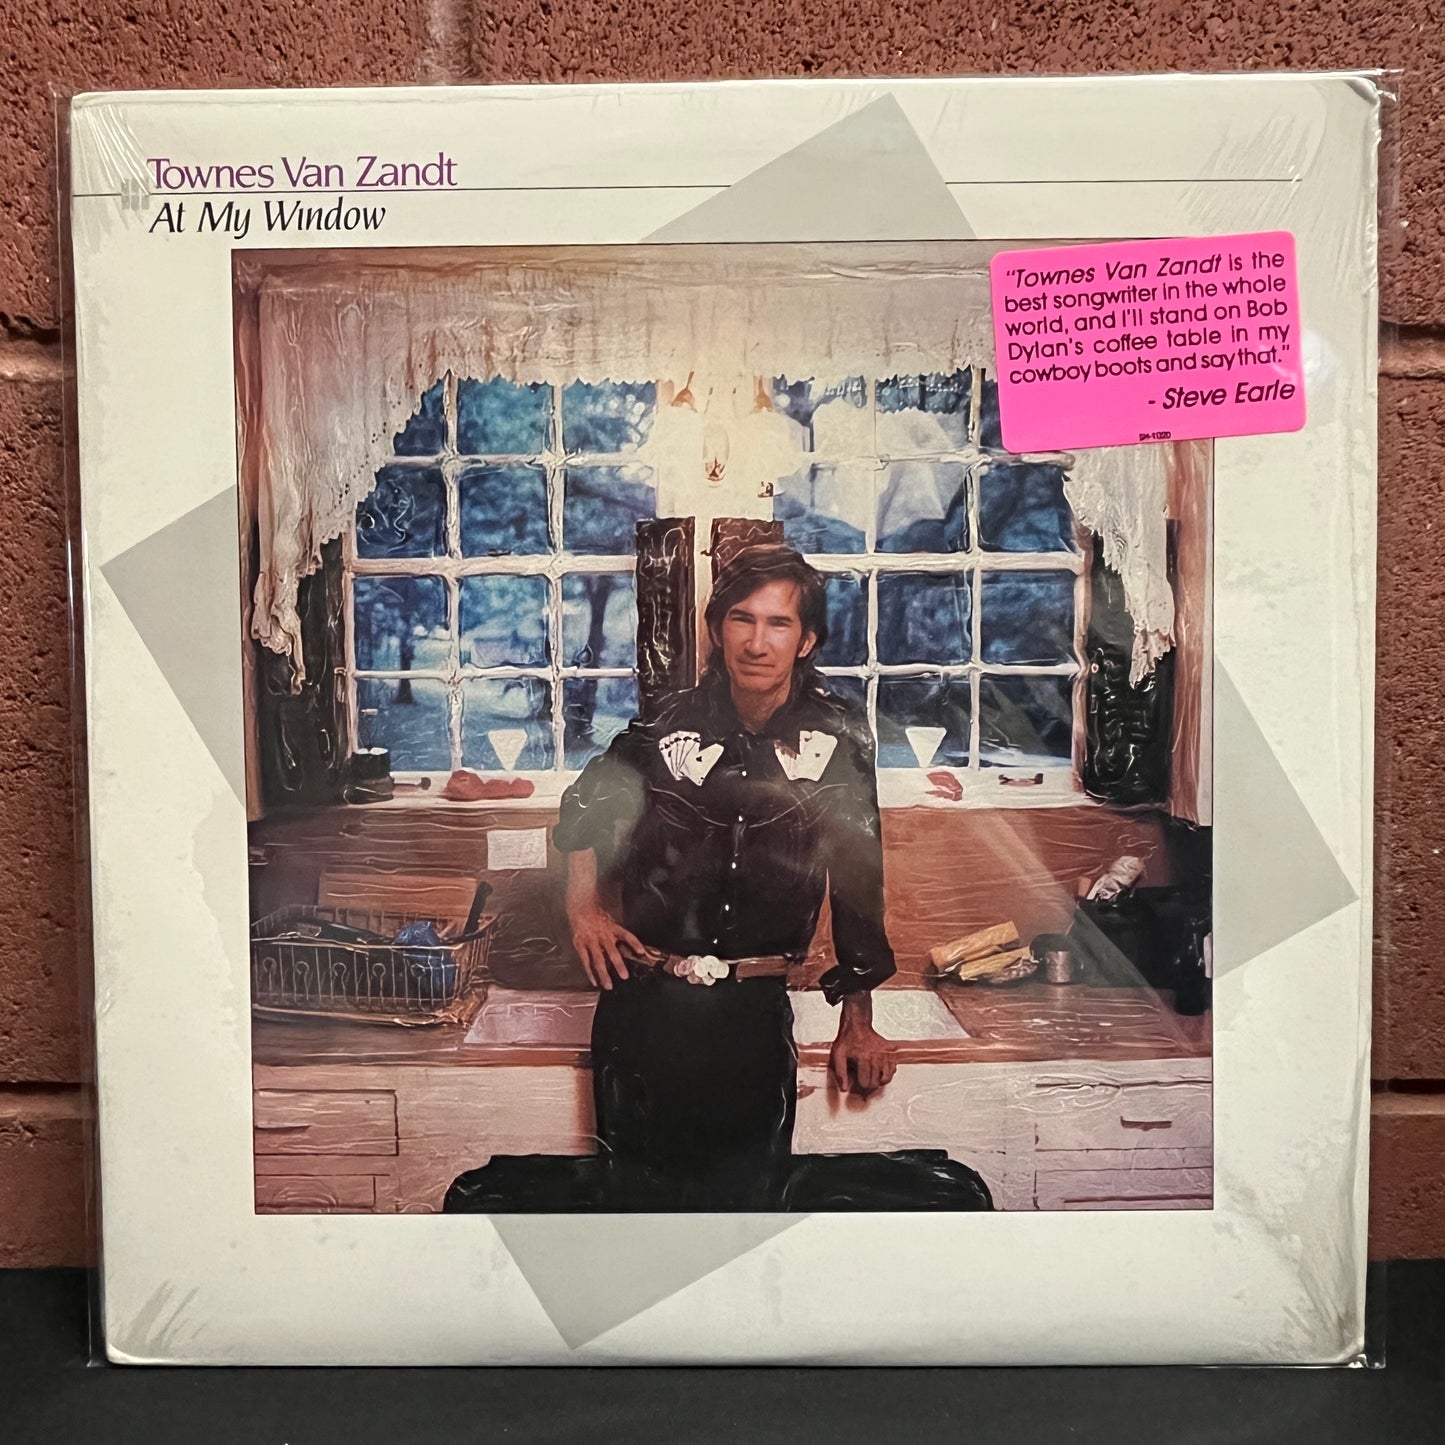 Townes Van Zandt
At My Window
"Townes Van Zandt is the
best songwriter in the whole
world, and I'll stand on Bob
Dylan's coffee table in my
cowboy boots and say that."
- Steve Earle